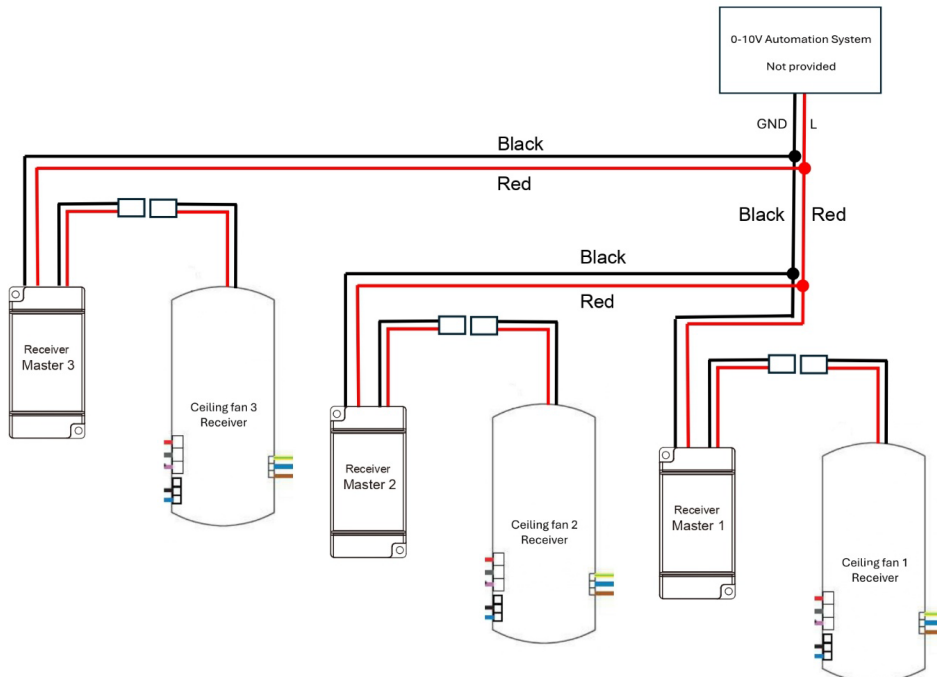 0-10V Automation System
Not provided
GND
L
Black
Red
Black
Red
Black
Red
Receiver
Master 3
Ceiling fan 3
Receiver
Receiver
Master 2
Ceiling fan 2
Receiver
Receiver
Master 1
Ceiling fan 1
Receiver